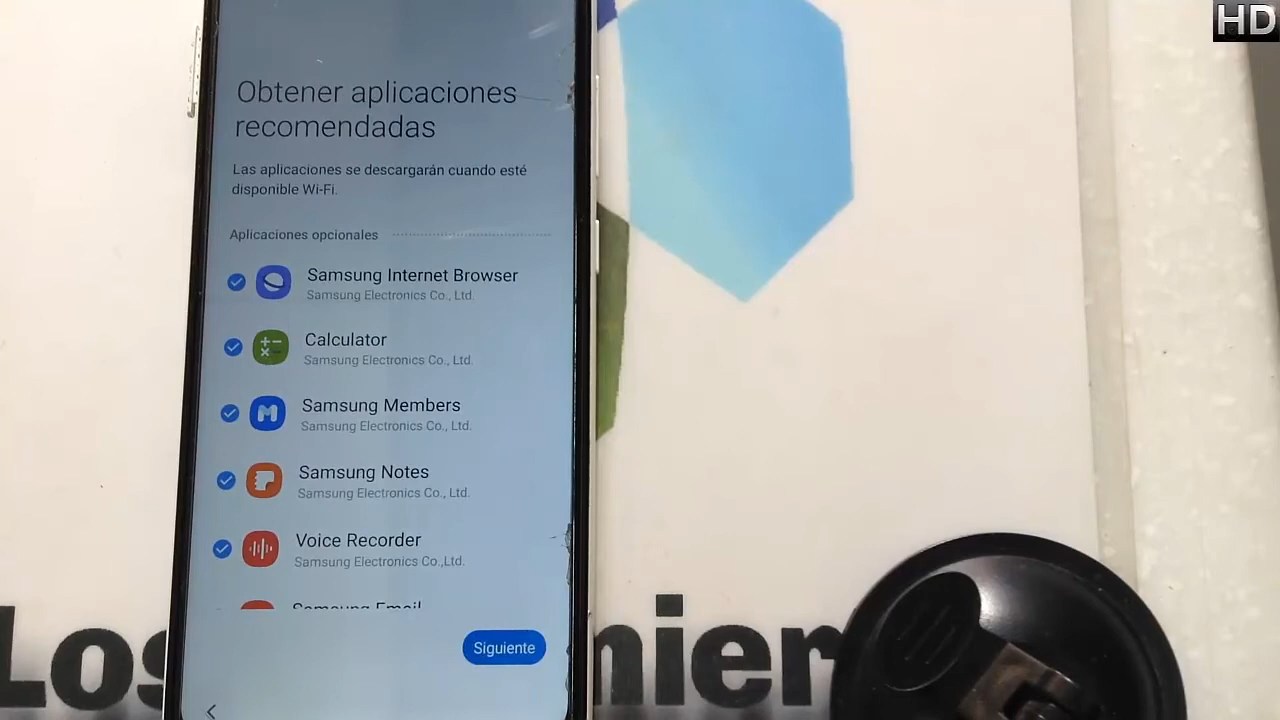 HD
Obtener aplicaciones
recomendadas
Las aplicaciones se descargarán cuando esté
disponible Wi-Fi.
Aplicaciones opcionales
Samsung Internet Browser
Samsung Electronics Co., Ltd.
Calculator
Samsung Electronics Co., Ltd.
Samsung Members
Samsung Electronics Co., Ltd.
Samsung Notes
Samsung Electronics Co., Ltd.
Voice Recorder
Samsung Electronics Co.,Ltd.
Samsung Email
Siguiente
Los